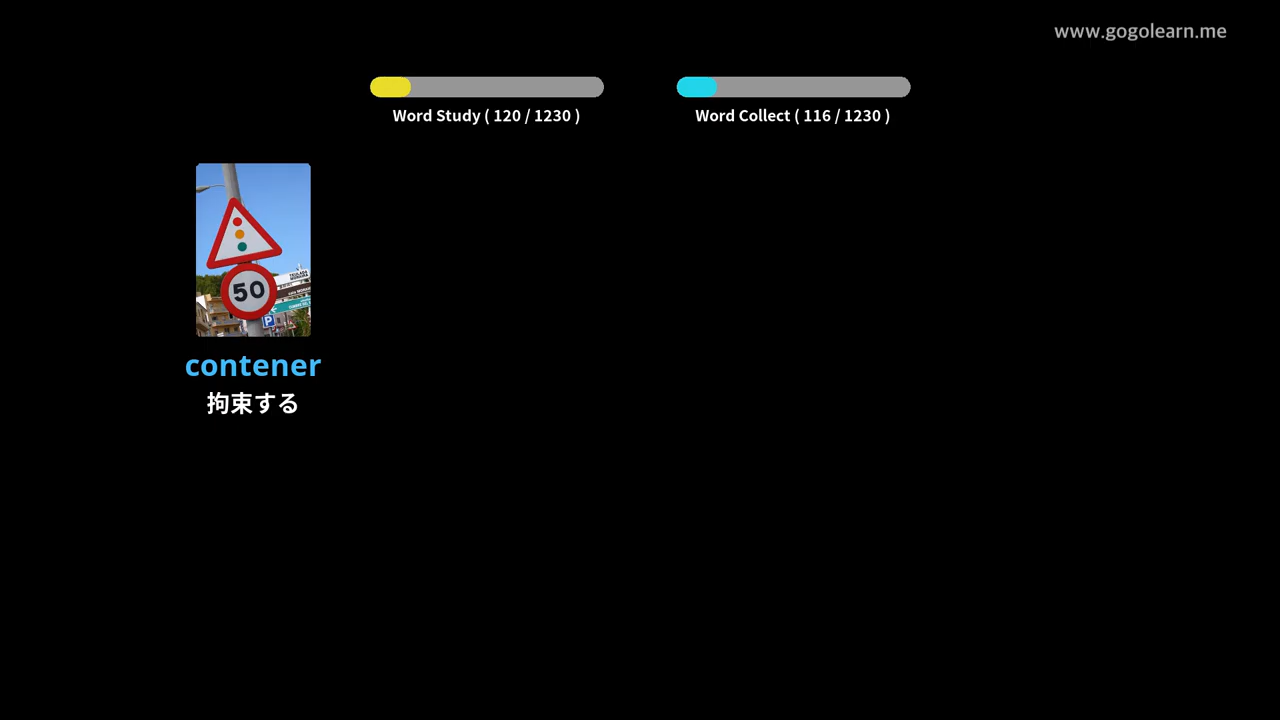 www.gogolearn.me
Word Study ( 120 / 1230 )
Word Collect ( 116 / 1230 )
50
P
contener
拘束する